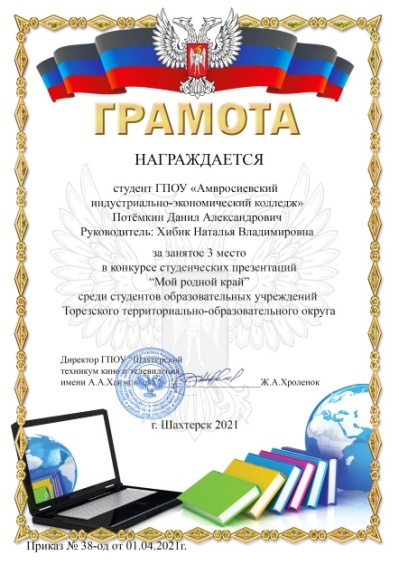 ГРАМОТА
НАГРАЖДАЕТСЯ
студент ГПОУ «Амвросиевский
индустриально-экономический колледж»
Потёмкин Данил Александрович
Руководитель: Хибик Наталья Владимировна
за занятое 3 место
в конкурсе студенческих презентаций
“Мой родной край”
среди студентов образовательных учреждений
Торезского территориально-образовательного округа
Директор ГПОУ "Шахтерский
техникум кино и телевидения
имени А.А.Ханжонкова" Ж.А.Хроленок
г. Шахтерск 2021
Приказ № 38-од от 01.04.2021г.